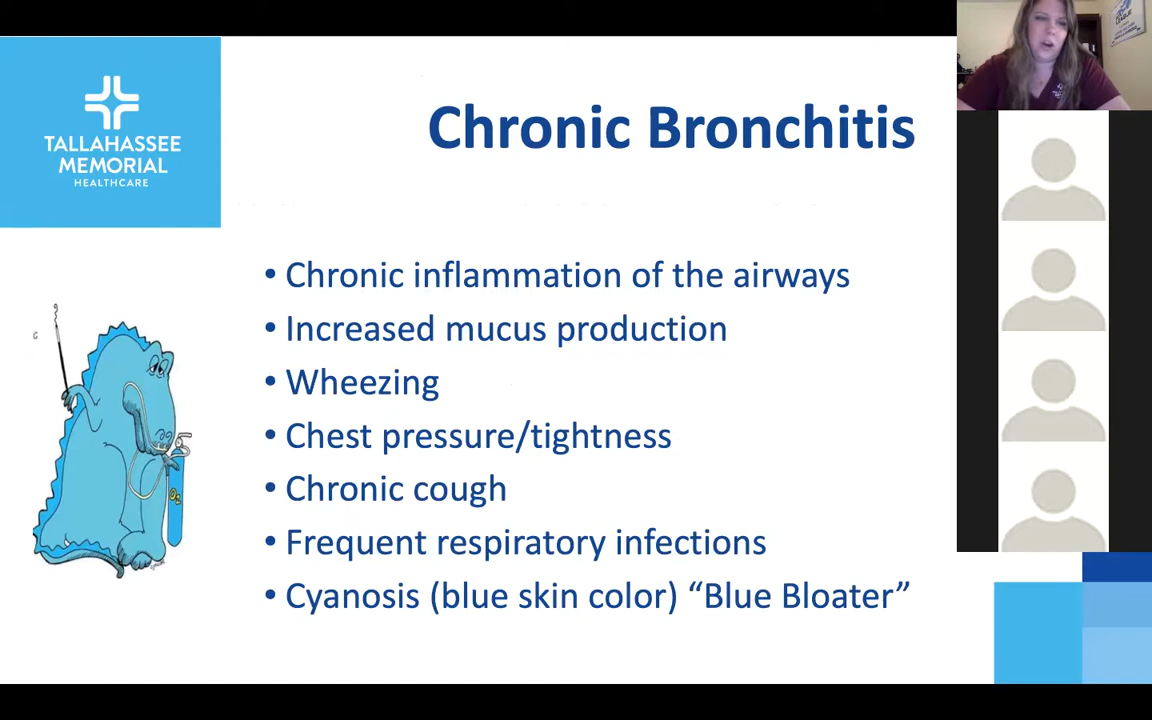 TALLAHASSEE
MEMORIAL
HEALTHCARE
Chronic Bronchitis
• Chronic inflammation of the airways
• Increased mucus production
• Wheezing
• Chest pressure/tightness
• Chronic cough
• Frequent respiratory infections
• Cyanosis (blue skin color) “Blue Bloater”